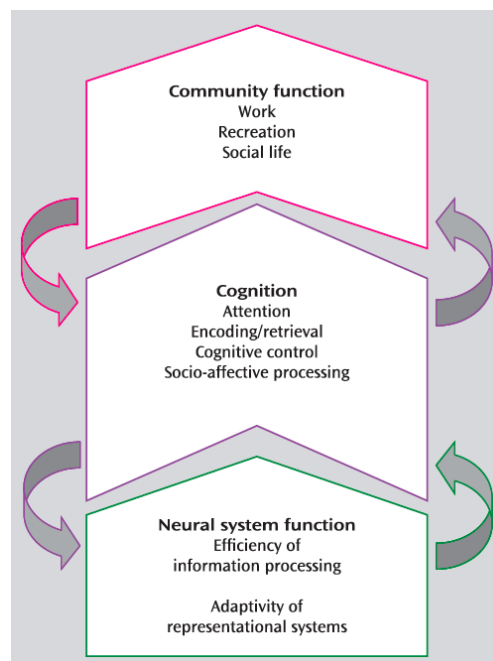 Community function
Work
Recreation
Social life
Cognition
Attention
Encoding/retrieval
Cognitive control
Socio-affective processing
Neural system function
Efficiency of
information processing
Adaptivity of
representational systems